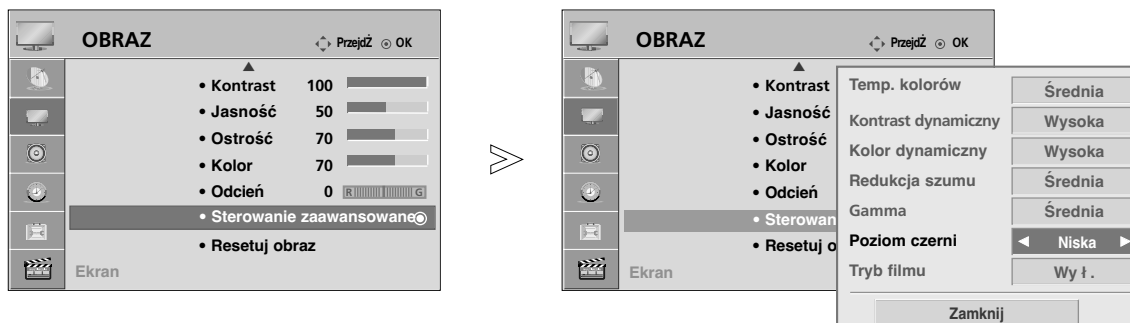 OBRAZ PrzejdŹ OK
• Kontrast 100
• Jasność 50
• Ostrość 70
• Kolor 70
• Odcień 0 R G
• Sterowanie zaawansowane
• Resetuj obraz
Ekran
OBRAZ PrzejdŹ OK
• Kontrast
• Jasność
• Ostrość
• Kolor
• Odcień
• Sterowan
• Resetuj o
Ekran
Temp. kolorów Średnia
Kontrast dynamiczny Wysoka
Kolor dynamiczny Wysoka
Redukcja szumu Średnia
Gamma Średnia
Poziom czerni ◄ Niska ►
Tryb filmu Wy ł .
Zamknij